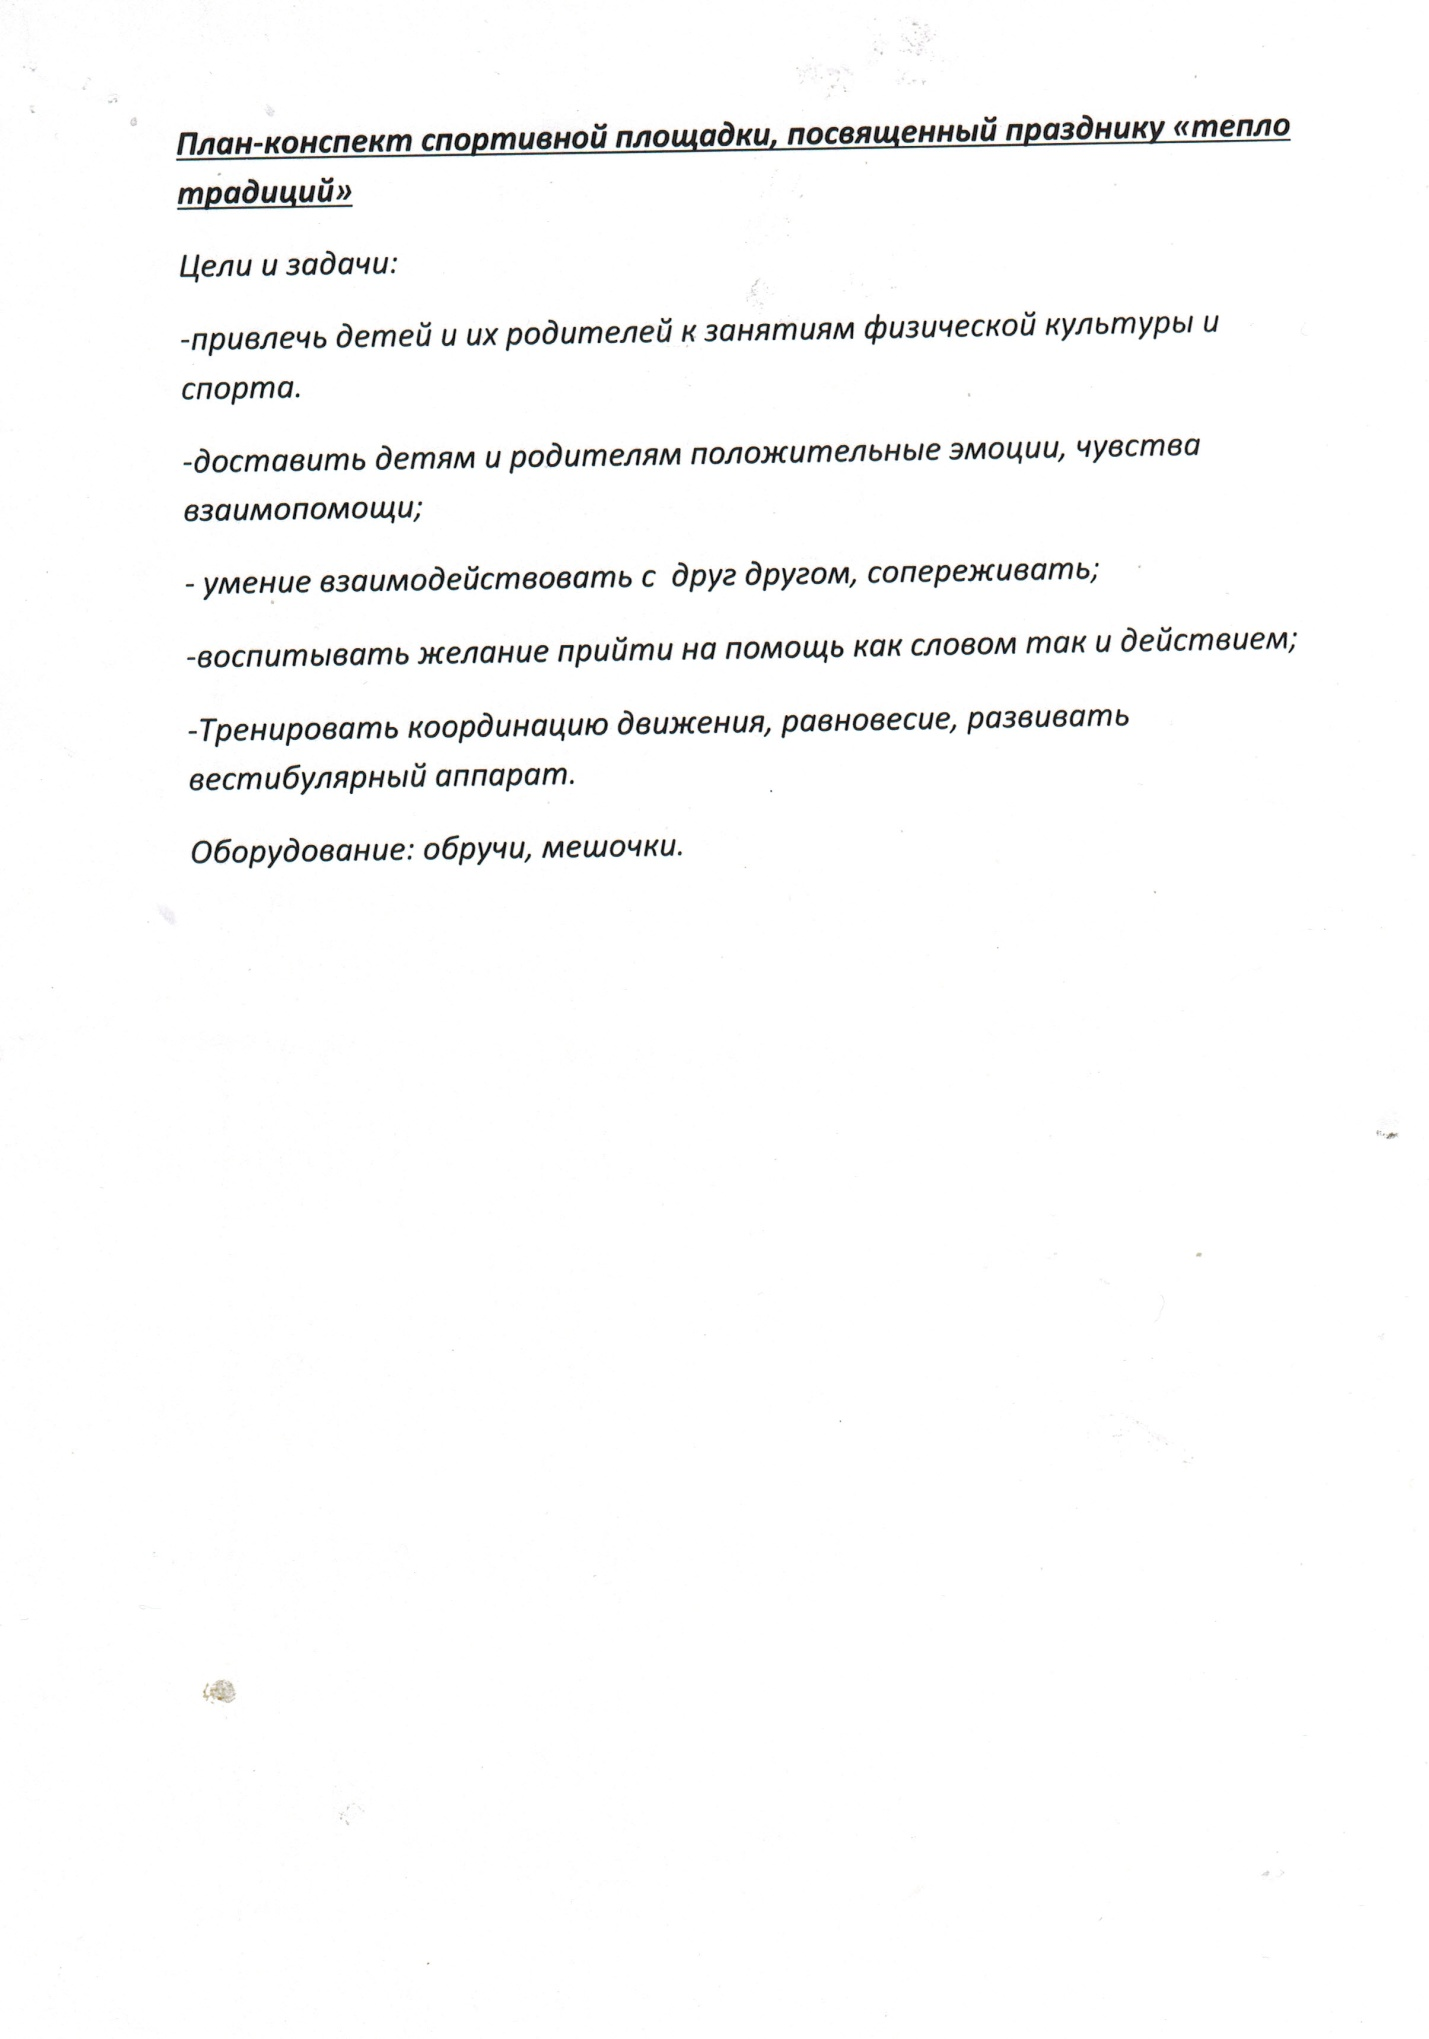 План-конспект спортивной площадки, посвященный празднику «тепло
традиций»
Цели и задачи:
-привлечь детей и их родителей к занятиям физической культуры и
спорта.
-доставить детям и родителям положительные эмоции, чувства
взаимопомощи;
- умение взаимодействовать с  друг другом, сопереживать;
-воспитывать желание прийти на помощь как словом так и действием;
-Тренировать координацию движения, равновесие, развивать
вестибулярный аппарат.
Оборудование: обручи, мешочки.